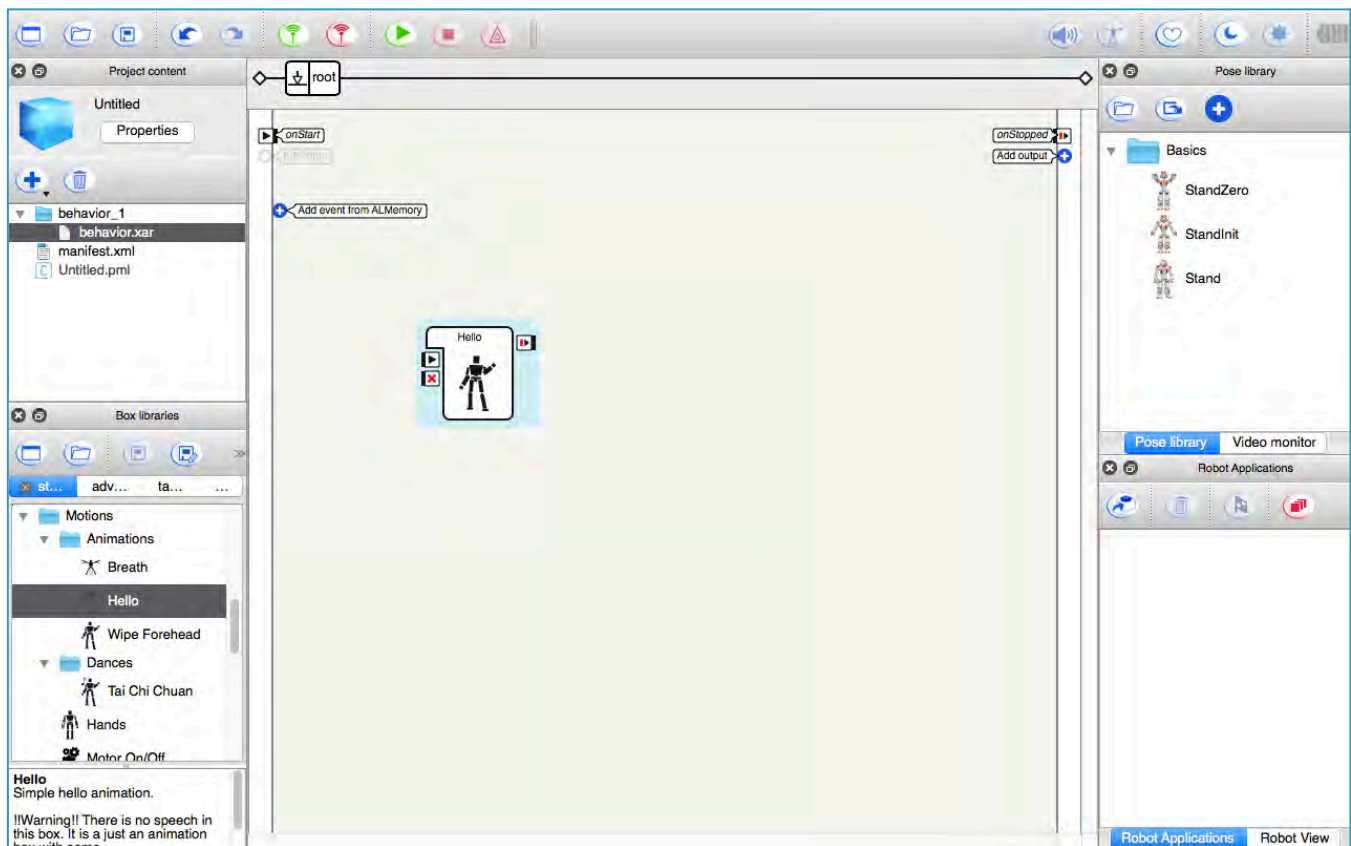 Project content
Untitled
Properties
behavior_1
behavior.xar
manifest.xml
Untitled.pml
Box libraries
st...
adv...
ta...
...
Motions
Animations
Breath
Hello
Wipe Forehead
Dances
Tai Chi Chuan
Hands
Motor On/Off
Hello
Simple hello animation.
!!Warning!! There is no speech in
this box. It is a just an animation
box with some
root
onStart
Add event from ALMemory
Hello
onStopped
Add output
Pose library
Basics
StandZero
StandInit
Stand
Pose library
Video monitor
Robot Applications
Robot Applications
Robot View